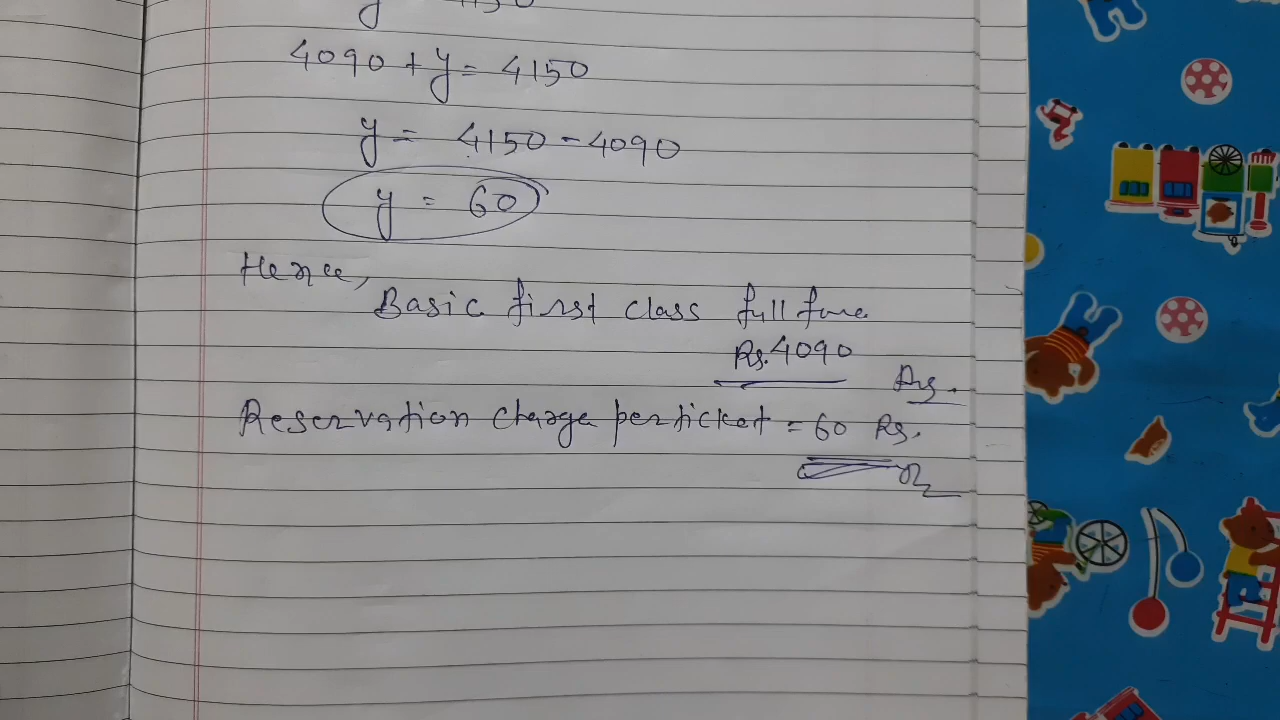 y 4150
4090 + y = 4150
y = 4150 - 4090
y = 60
Hence,
Basic first class full fare
Rs. 4090
Ans.
Reservation charge per ticket = 60 Rs.